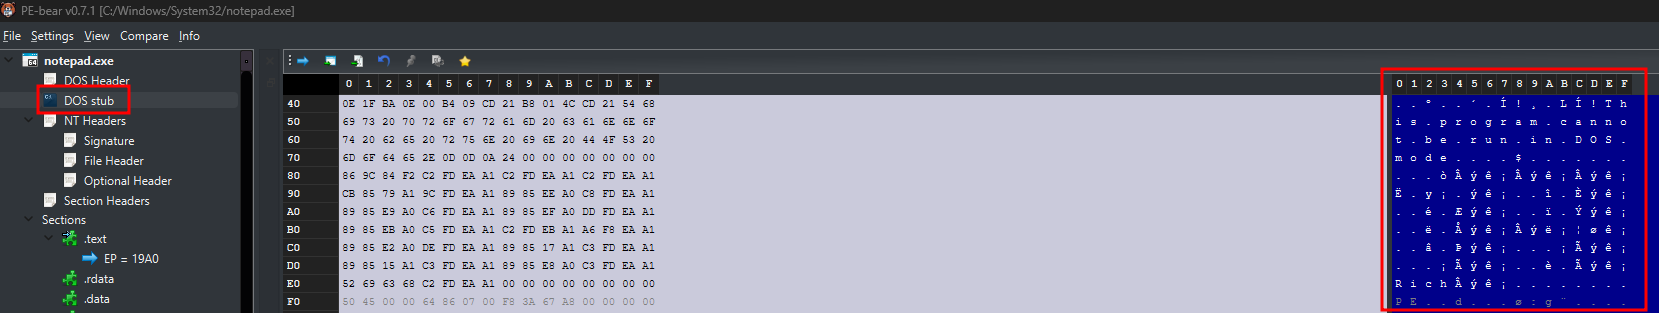 PE-bear v0.7.1 [C:/Windows/System32/notepad.exe]
File Settings View Compare Info
notepad.exe
DOS Header
DOS stub
NT Headers
Signature
File Header
Optional Header
Section Headers
Sections
.text
EP = 19A0
.rdata
.data
0 1 2 3 4 5 6 7 8 9 A B C D E F
40 0E 1F BA 0E 00 B4 09 CD 21 B8 01 4C CD 21 54 68
50 69 73 20 70 72 6F 67 72 61 6D 20 63 61 6E 6E 6F
60 74 20 62 65 20 72 75 6E 20 69 6E 20 44 4F 53 20
70 6D 6F 64 65 2E 0D 0D 0A 24 00 00 00 00 00 00 00
80 86 9C 84 F2 C2 FD EA A1 C2 FD EA A1 C2 FD EA A1
90 CB 85 79 A1 9C FD EA A1 89 85 EE A0 C8 FD EA A1
A0 89 85 E9 A0 C6 FD EA A1 89 85 EF A0 DD FD EA A1
B0 89 85 EB A0 C5 FD EA A1 C2 FD EB A1 A6 F8 EA A1
C0 89 85 E2 A0 DE FD EA A1 89 85 17 A1 C3 FD EA A1
D0 89 85 15 A1 C3 FD EA A1 89 85 E8 A0 C3 FD EA A1
E0 52 69 63 68 C2 FD EA A1 00 00 00 00 00 00 00 00
F0 50 45 00 00 64 86 07 00 F8 3A 67 A8 00 00 00 00
0 1 2 3 4 5 6 7 8 9 A B C D E F
. . º . . ´ . Í ! ¸ . L Í ! T h
i s . p r o g r a m . c a n n o
t . b e . r u n . i n . D O S .
m o d e . . . . $ . . . . . . .
. . . ò Â ý ê ¡ Â ý ê ¡ Â ý ê ¡
Ë . y ¡ . ý ê ¡ . . î . È ý ê ¡
. . é . Æ ý ê ¡ . . ï . Ý ý ê ¡
. . ë . Å ý ê ¡ Â ý ë ¡ ¦ ø ê ¡
. . â . Þ ý ê ¡ . . . ¡ Ã ý ê ¡
. . . ¡ Ã ý ê ¡ . . è . Ã ý ê ¡
R i c h Â ý ê ¡ . . . . . . . .
P E . . d . . . ø : g ¨ . . . .